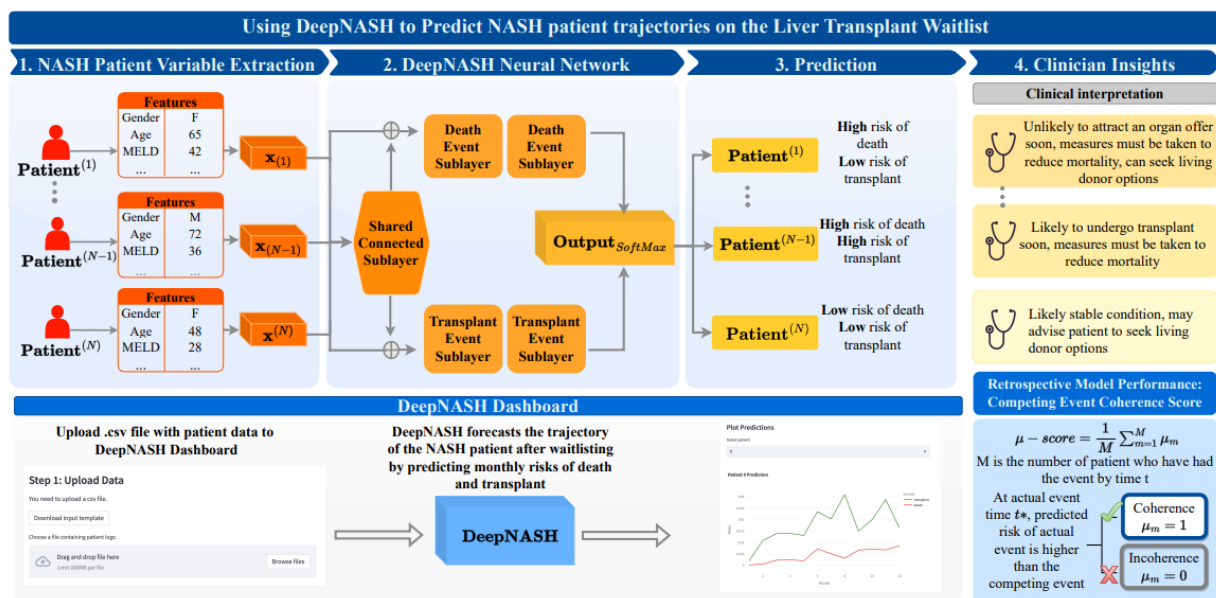 Using DeepNASH to Predict NASH patient trajectories on the Liver Transplant Waitlist
1. NASH Patient Variable Extraction
2. DeepNASH Neural Network
3. Prediction
4. Clinician Insights
Features
Gender F
Age 65
MELD 42
... ...
Patient(1)
x(1)
Gender M
Age 72
MELD 36
... ...
Patient(N-1)
x(N-1)
Features
Gender F
Age 48
MELD 28
... ...
Patient(N)
x(N)
Death
Event
Sublayer
Death
Event
Sublayer
Shared
Connected
Sublayer
Transplant
Event
Sublayer
Transplant
Event
Sublayer
OutputSoftMax
Patient(1)
High risk of
death
Low risk of
transplant
Patient(N-1)
High risk of death
High risk of
transplant
Patient(N)
Low risk of death
Low risk of
transplant
Clinical interpretation
Unlikely to attract an organ offer
soon, measures must be taken to
reduce mortality, can seek living
donor options
Likely to undergo transplant
soon, measures must be taken to
reduce mortality
Likely stable condition, may
advise patient to seek living
donor options
DeepNASH Dashboard
Upload .csv file with patient data to
DeepNASH Dashboard
Step 1: Upload Data
You need to upload a csv file.
Download input template
Choose a file containing patient logs:
Drag and drop file here
Limit 200MB per file
Browse files
DeepNASH forecasts the trajectory
of the NASH patient after waitlisting
by predicting monthly risks of death
and transplant
DeepNASH
Plot Predictions
Select patient
Retrospective Model Performance:
Competing Event Coherence Score
μ − score = 1/M ∑ M m=1 μm
M is the number of patient who have had
the event by time t
At actual event
time t*, predicted
risk of actual
event is higher
than the
competing event
Coherence
μm = 1
Incoherence
μm = 0